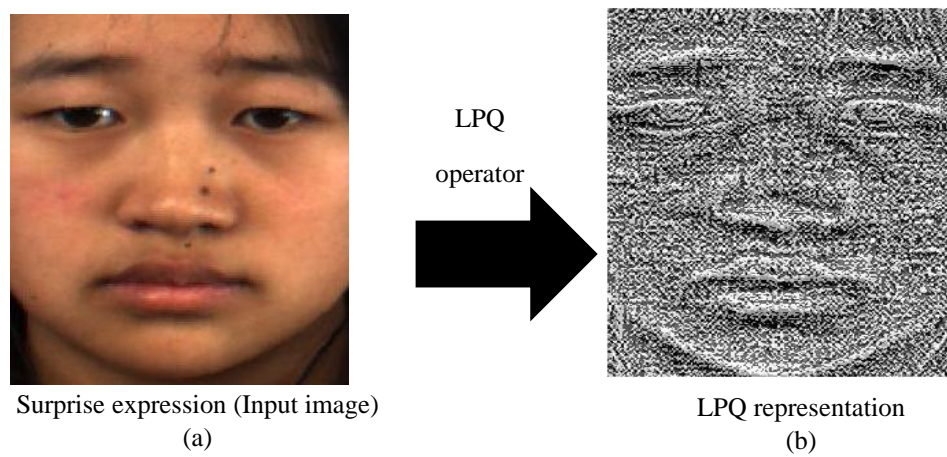 LPQ
operator
Surprise expression (Input image)
(a)
LPQ representation
(b)